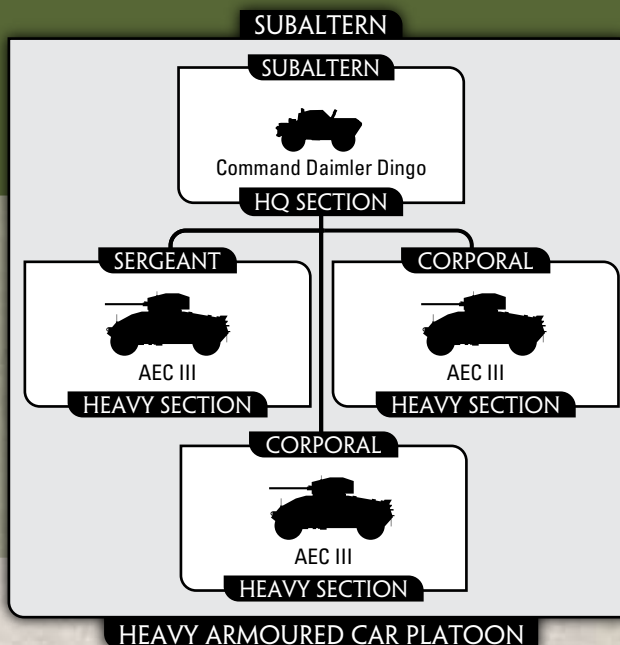 SUBALTERN
SUBALTERN
Command Daimler Dingo
HQ SECTION
SERGEANT
AEC III
HEAVY SECTION
CORPORAL
AEC III
HEAVY SECTION
CORPORAL
AEC III
HEAVY SECTION
HEAVY ARMOURED CAR PLATOON